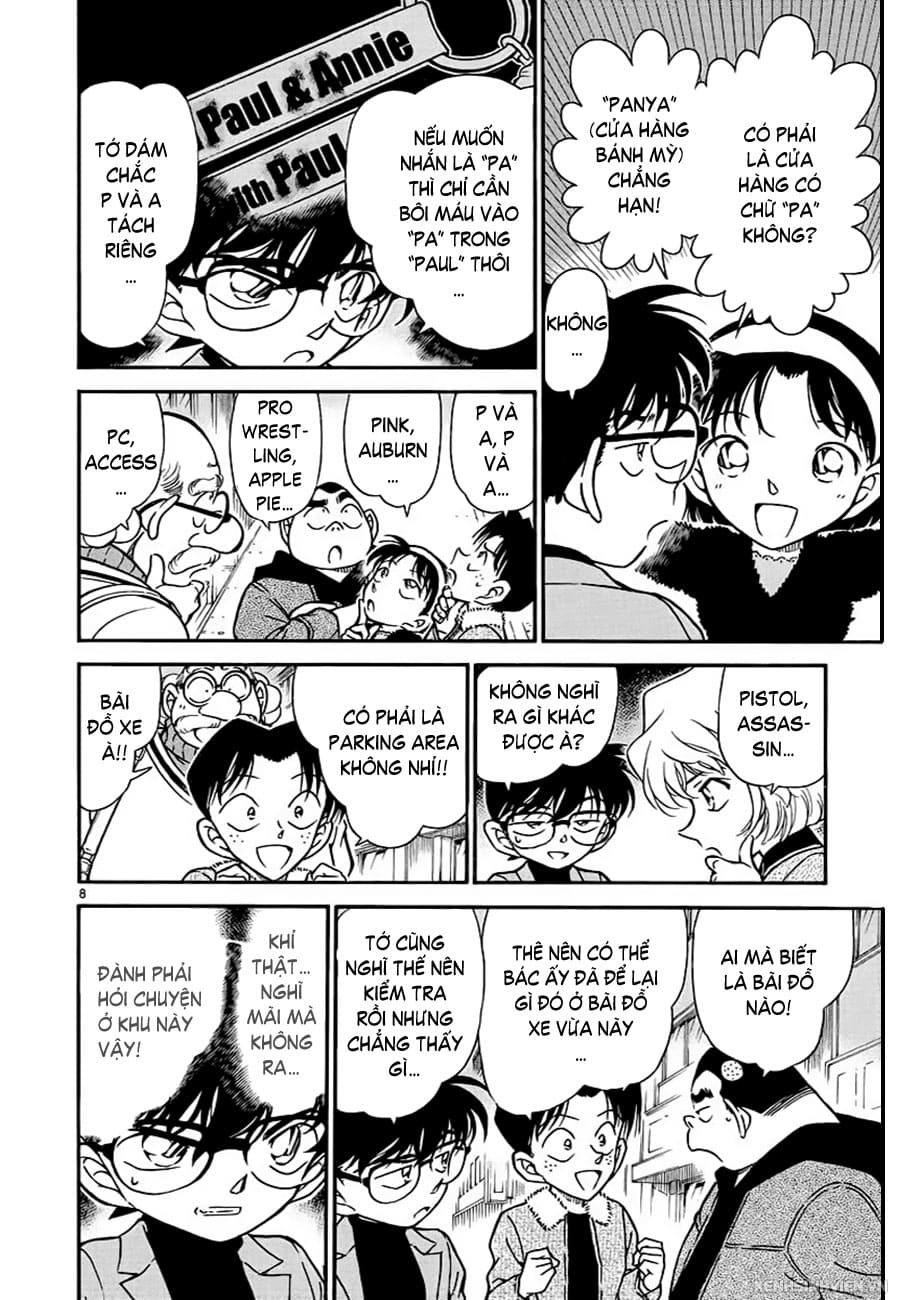 CÓ PHẢI
LÀ CỬA
HÀNG CÓ
CHỮ "PA"
KHÔNG?
"PANYA"
(CỬA HÀNG
BÁNH MỲ)
CHẲNG
HẠN!
KHÔNG
...
Paul & Annie
with Paul
NẾU MUỐN
NHẮN LÀ "PA"
THÌ CHỈ CẦN
BÔI MÁU VÀO
"PA" TRONG
"PAUL" THÔI
...
TỚ DÁM
CHẮC
P VÀ A
TÁCH
RIÊNG
...
P VÀ
A, P
VÀ
A...
PINK,
AUBURN
...
PRO
WREST-
LING,
APPLE
PIE...
PC,
ACCESS
...
PISTOL,
ASSAS-
SIN...
KHÔNG NGHĨ
RA GÌ KHÁC
ĐƯỢC À?
CÓ PHẢI LÀ
PARKING AREA
KHÔNG NHỈ!!
BÀI
ĐỖ XE
À!!
8
AI MÀ BIẾT
LÀ BÀI ĐỖ
NÀO!
THÊ NÊN CÓ THỂ
BÁC ẤY ĐÃ ĐỂ LẠI
GÌ ĐÓ Ở BÀI ĐỖ
XE VỪA NÀY
...
TỚ CŨNG
NGHĨ THẾ NÊN
KIỂM TRA
RỒI NHƯNG
CHẲNG THẤY
GÌ...
KHỈ
THẬT...
NGHĨ
MÃI MÀ
KHÔNG
RA...
ĐÀNH PHẢI
HỎI CHUYỆN
Ở KHU NÀY
VẬY!